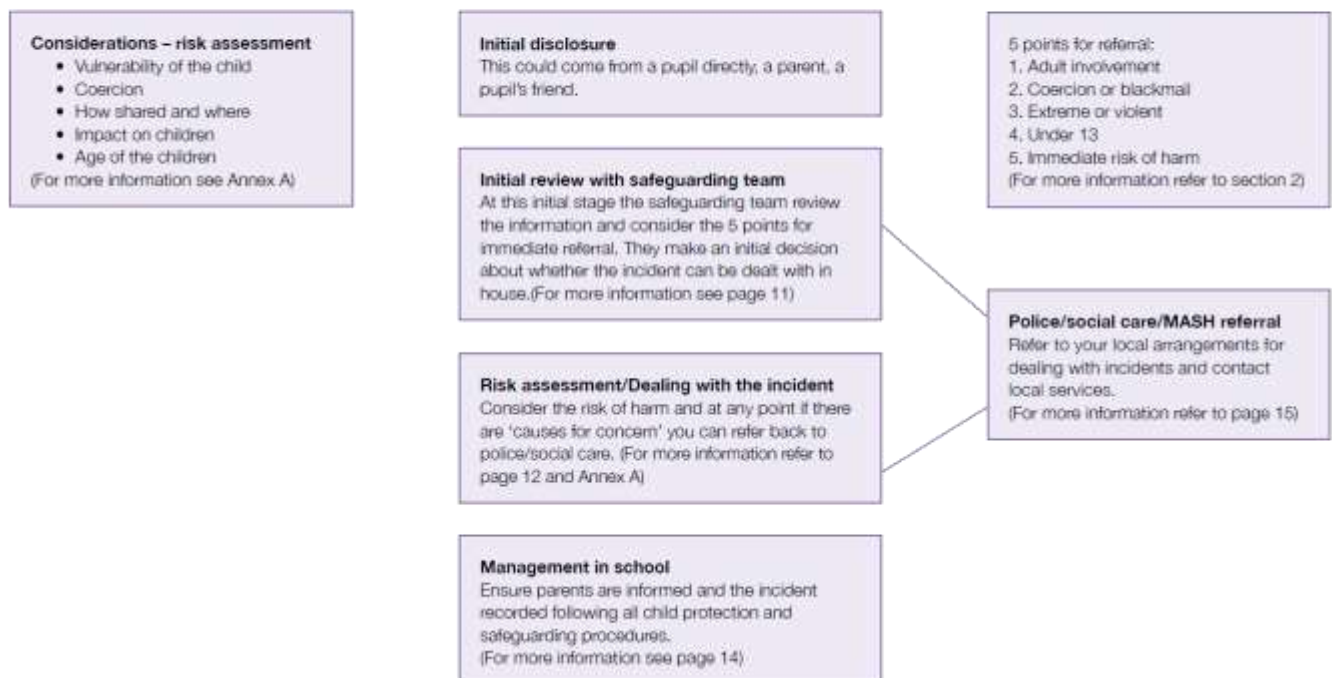 Considerations – risk assessment
• Vulnerability of the child
• Coercion
• How shared and where
• Impact on children
• Age of the children
(For more information see Annex A)
Initial disclosure
This could come from a pupil directly, a parent, a
pupil's friend.
5 points for referral:
1. Adult involvement
2. Coercion or blackmail
3. Extreme or violent
4. Under 13
5. Immediate risk of harm
(For more information refer to section 2)
Initial review with safeguarding team
At this initial stage the safeguarding team review
the information and consider the 5 points for
immediate referral. They make an initial decision
about whether the incident can be dealt with in
house.(For more information see page 11)
Police/social care/MASH referral
Refer to your local arrangements for
dealing with incidents and contact
local services.
(For more information refer to page 15)
Risk assessment/Dealing with the incident
Consider the risk of harm and at any point if there
are 'causes for concern' you can refer back to
police/social care. (For more information refer to
page 12 and Annex A)
Management in school
Ensure parents are informed and the incident
recorded following all child protection and
safeguarding procedures.
(For more information see page 14)